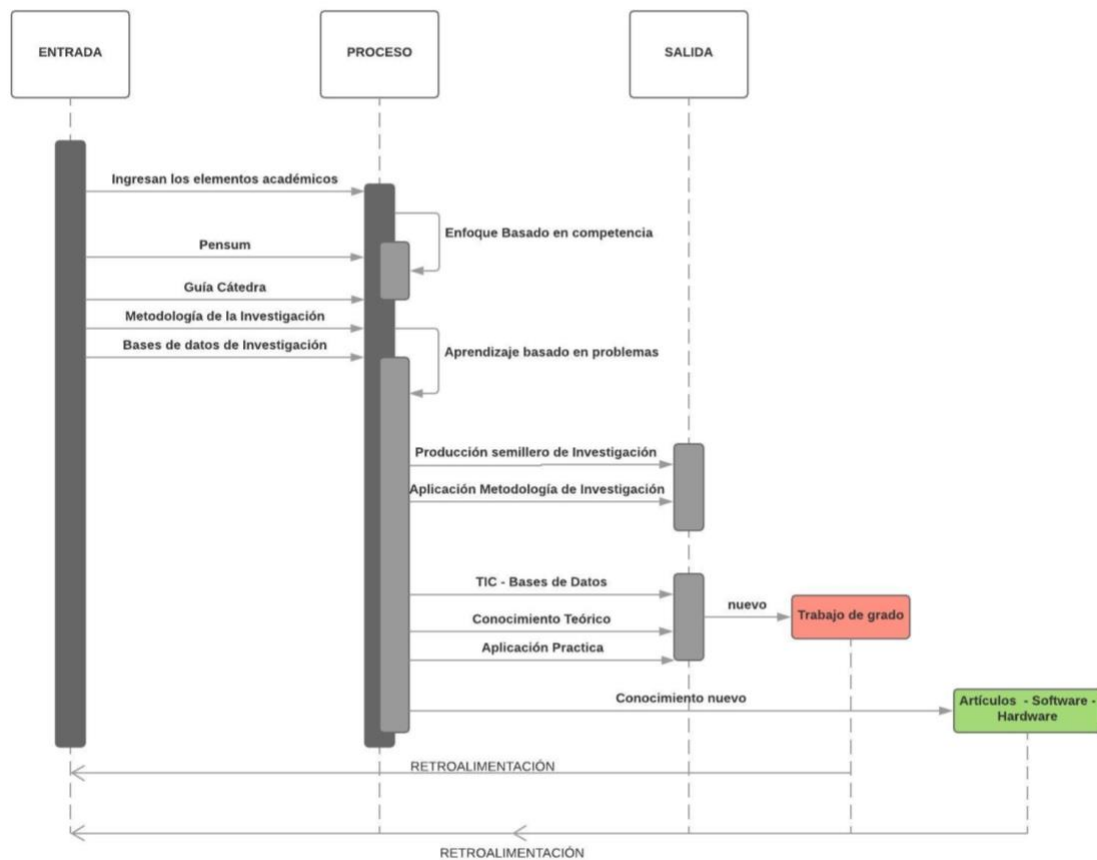 ENTRADA
PROCESO
SALIDA
Ingresan los elementos académicos
Enfoque Basado en competencia
Pensum
Guía Cátedra
Metodología de la Investigación
Bases de datos de Investigación
Aprendizaje basado en problemas
Producción semillero de Investigación
Aplicación Metodología de Investigación
TIC - Bases de Datos
nuevo
Trabajo de grado
Conocimiento Teórico
Aplicación Practica
Conocimiento nuevo
Artículos - Software -
Hardware
RETROALIMENTACIÓN
RETROALIMENTACIÓN